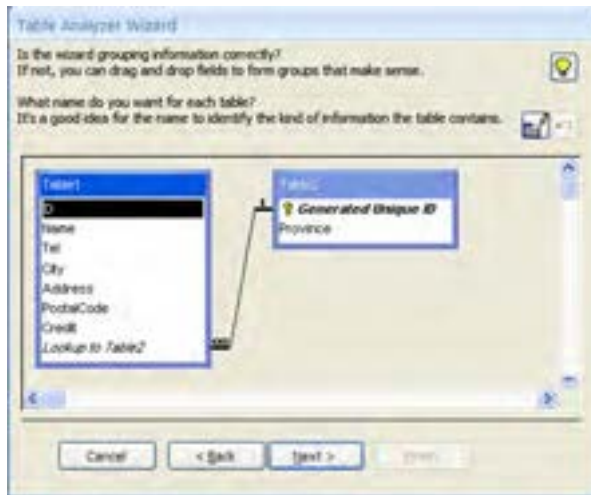 Table Analyzer Wizard
Is the wizard grouping information correctly?
If not, you can drag and drop fields to form groups that make sense.
What name do you want for each table?
It's a good idea for the name to identify the kind of information the table contains.
Table1
ID
Name
Tel
City
Address
PostalCode
Credit
Lookup to Table2
Table2
Generated Unique ID
Province
Cancel
< Back
Next >